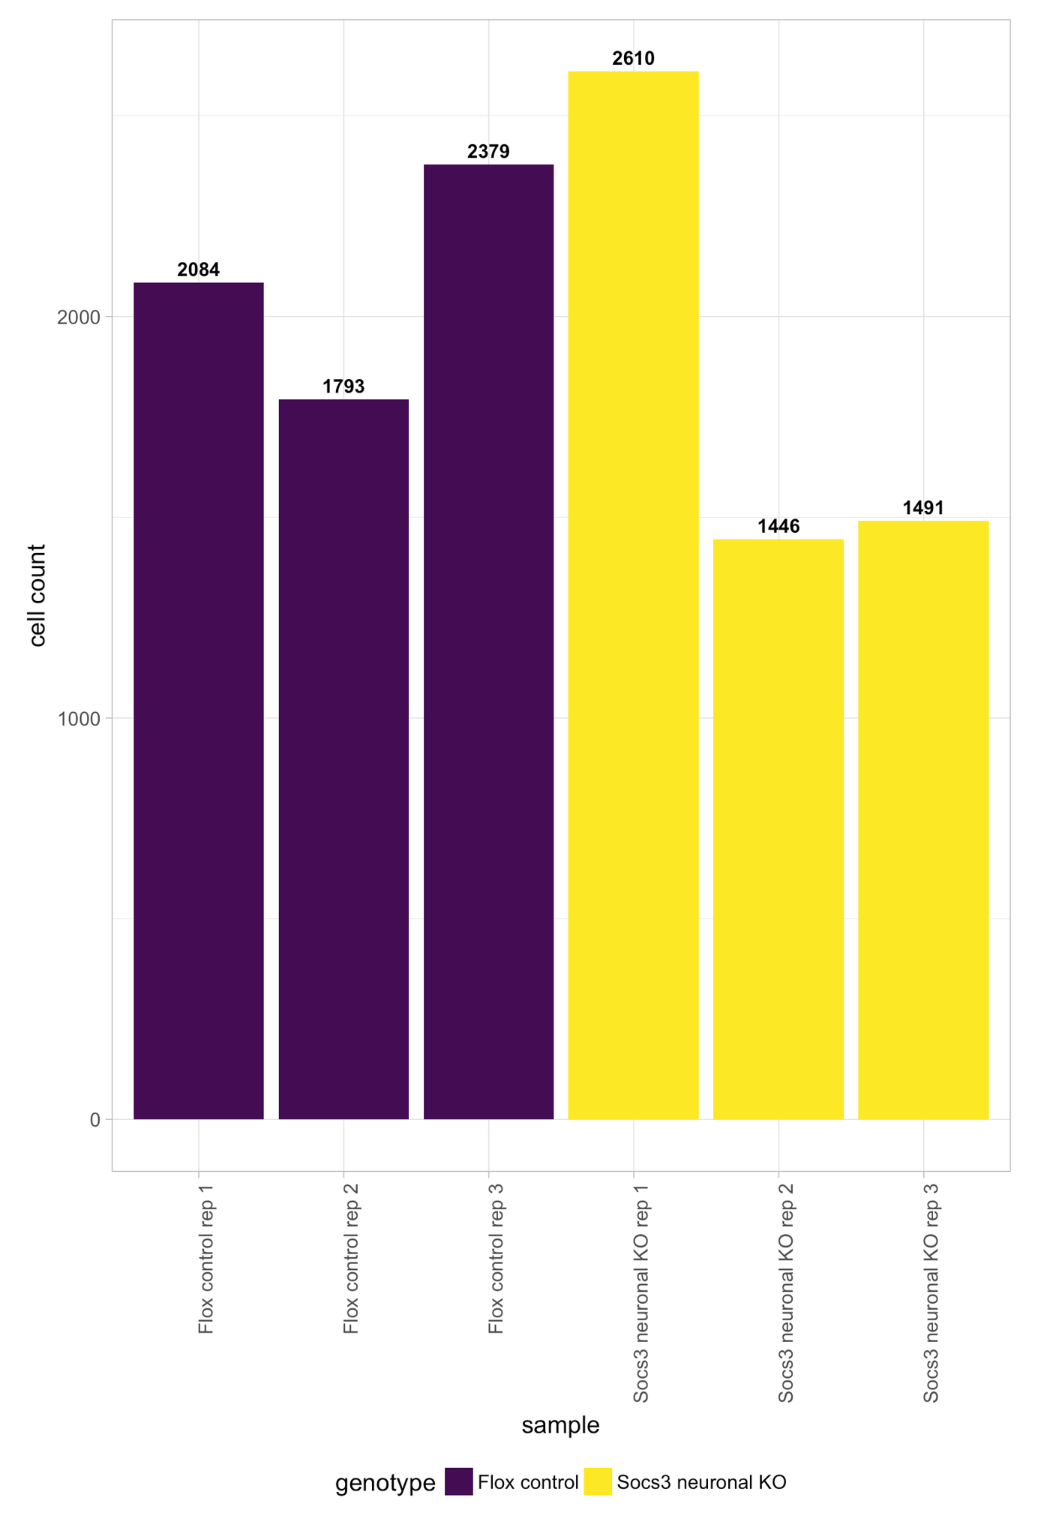 2610
2379
2084
2000
1793
1491
1446
cell count
1000
0
Flox control rep 1
Flox control rep 2
Flox control rep 3
Socs3 neuronal KO rep 1
Socs3 neuronal KO rep 2
Socs3 neuronal KO rep 3
sample
genotype Flox control Socs3 neuronal KO